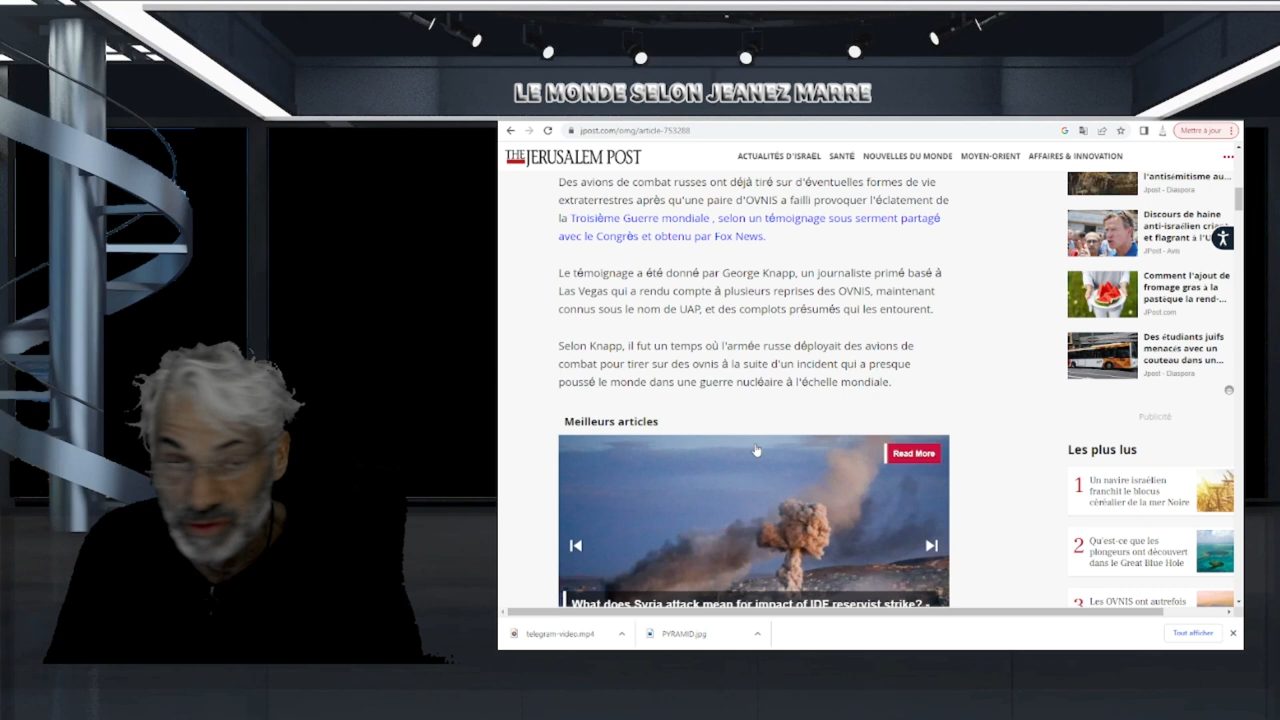 LE MONDE SELON JEANEZ MARRE
jpost.com/omg/article-753288
Mettre à jour
THE JERUSALEM POST
ACTUALITÉS D'ISRAËL SANTÉ NOUVELLES DU MONDE MOYEN-ORIENT AFFAIRES & INNOVATION
Des avions de combat russes ont déjà tiré sur d'éventuelles formes de vie
extraterrestres après qu'une paire d'OVNIS a failli provoquer l'éclatement de
la Troisième Guerre mondiale , selon un témoignage sous serment partagé
avec le Congrès et obtenu par Fox News.
Le témoignage a été donné par George Knapp, un journaliste primé basé à
Las Vegas qui a rendu compte à plusieurs reprises des OVNIS, maintenant
connus sous le nom de UAP, et des complots présumés qui les entourent.
Selon Knapp, il fut un temps où l'armée russe déployait des avions de
combat pour tirer sur des ovnis à la suite d'un incident qui a presque
poussé le monde dans une guerre nucléaire à l'échelle mondiale.
Meilleurs articles
Read More
What does Syria attack mean for impact of IDF reservist strike? -
l'antisémitisme au...
Jpost - Diaspora
Discours de haine
anti-israélien
et flagrant à l'U
JPost - Avis
Comment l'ajout de
fromage gras à la
pastèque la rend-...
JPost.com
Des étudiants juifs
menacés avec un
couteau dans un...
Jpost - Diaspora
Publicité
Les plus lus
1 Un navire israélien
franchit le blocus
céréalier de la mer Noire
2 Qu'est-ce que les
plongeurs ont découvert
dans le Great Blue Hole
3 Les OVNIS ont autrefois
telegram-video.mp4
PYRAMID.jpg
Tout afficher